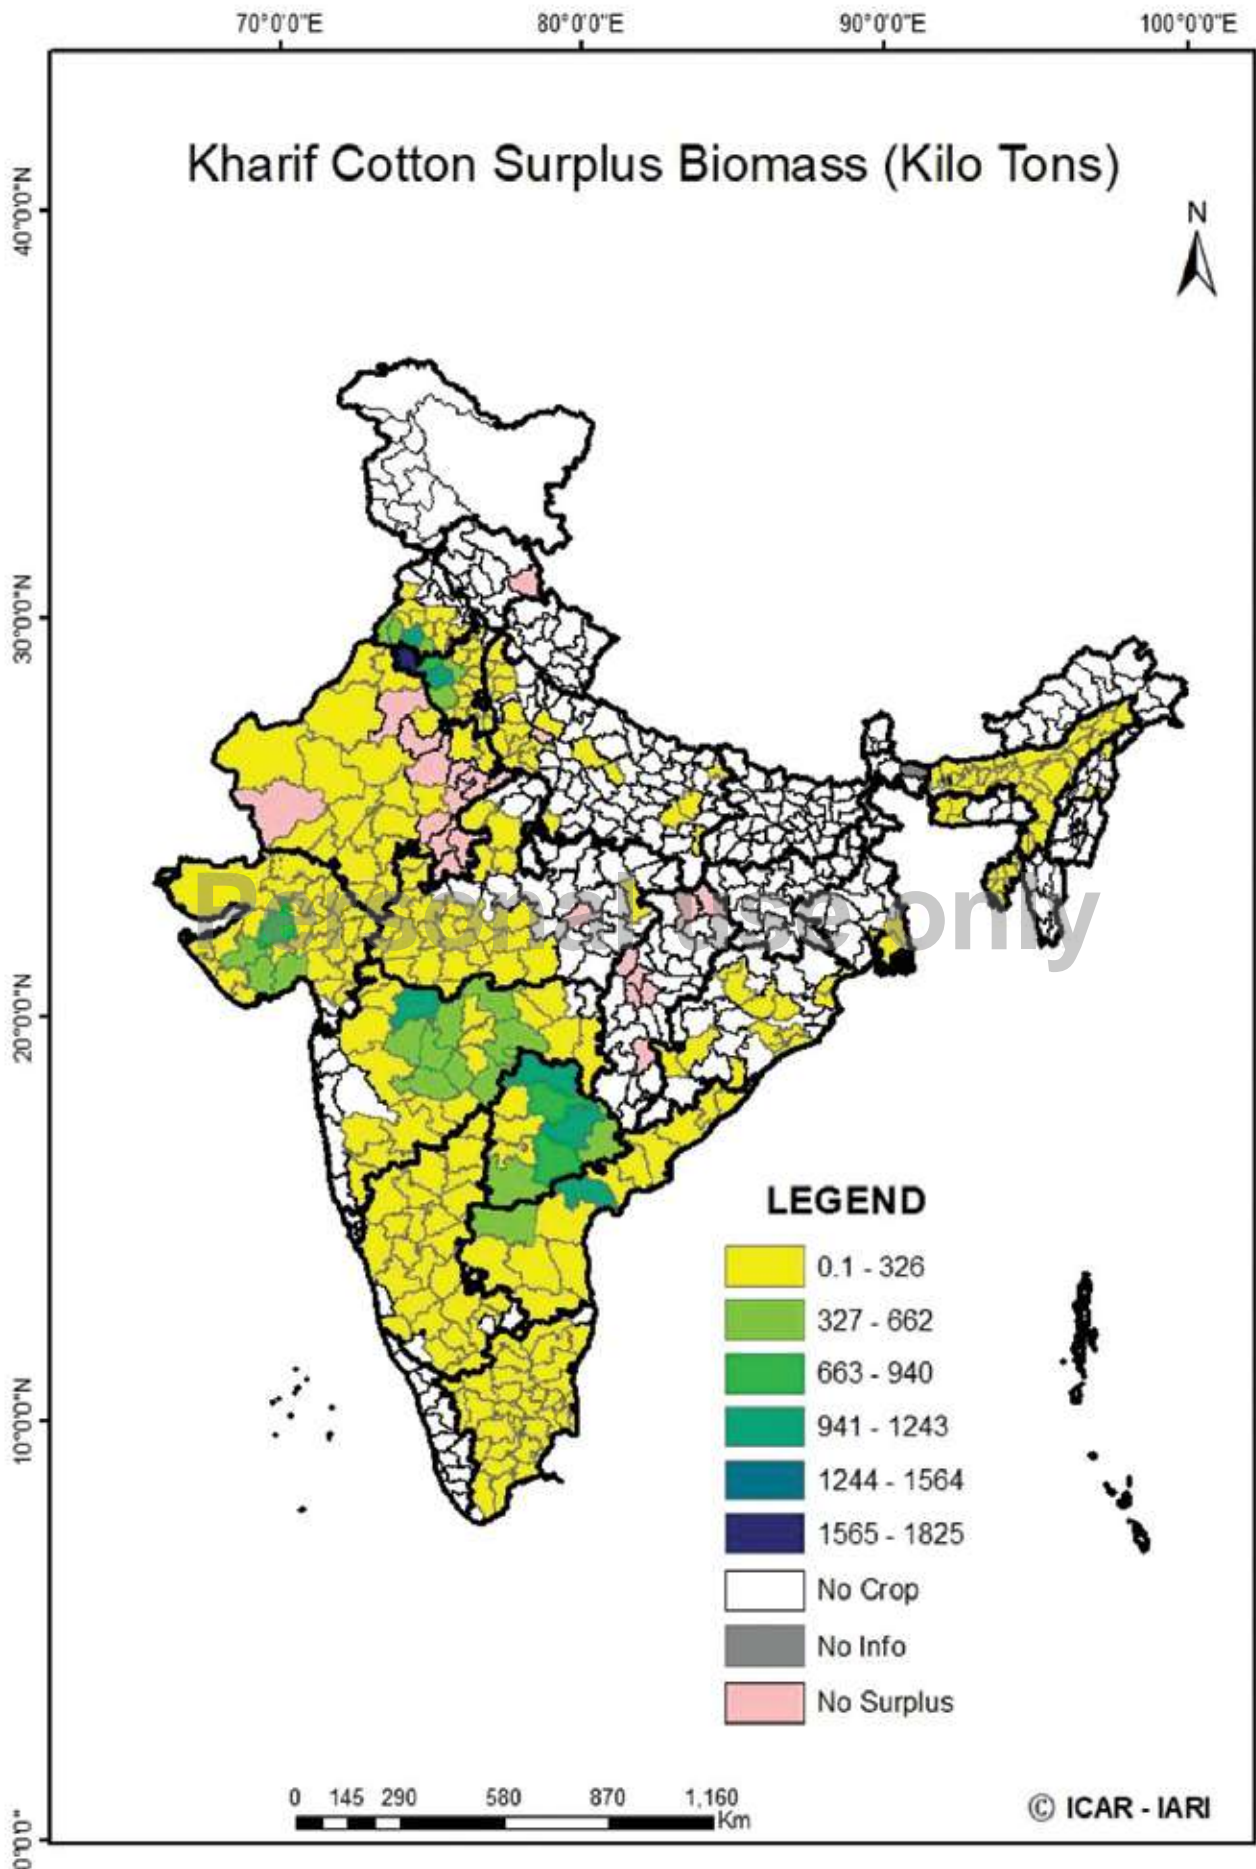 70°0'0"E 80°0'0"E 90°0'0"E 100°0'0"E
Kharif Cotton Surplus Biomass (Kilo Tons)
40°0'0"N
N
30°0'0"N
Personal use only
20°0'0"N
LEGEND
0.1 - 326
327 - 662
663 - 940
941 - 1243
10°0'0"N
1244 - 1564
1565 - 1825
No Crop
No Info
No Surplus
0 145 290 580 870 1,160
Km
© ICAR - IARI
0°0'0"